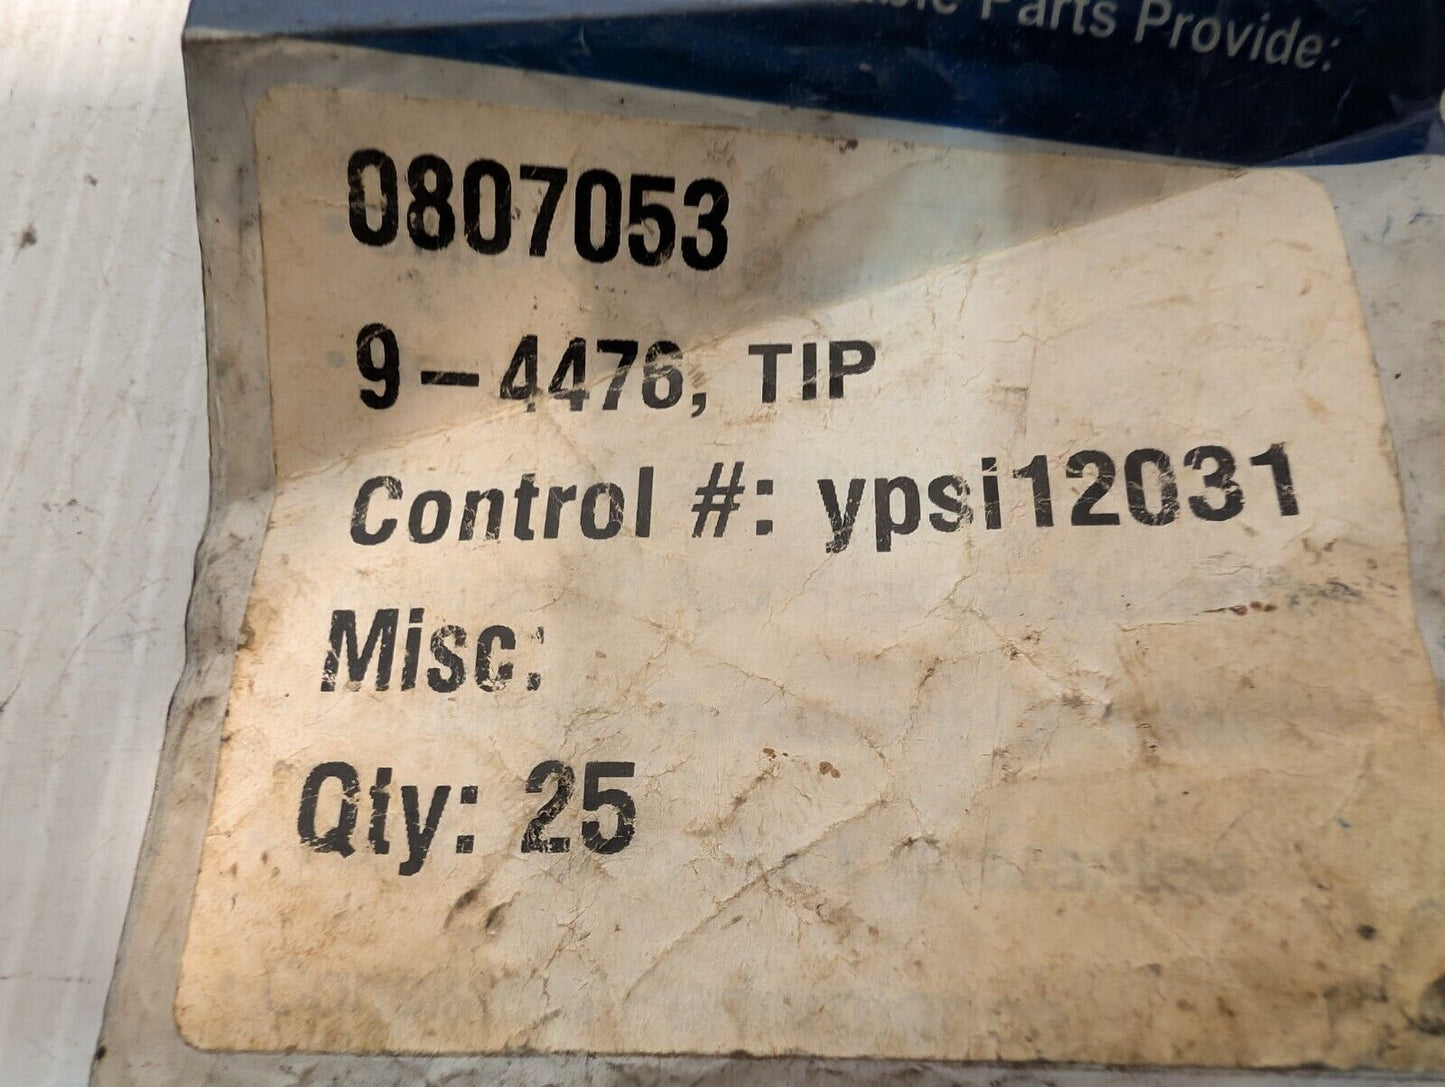 Parts Provide:
0807053
9-4476, TIP
Control #: ypsi12031
Misc:
Qty: 25